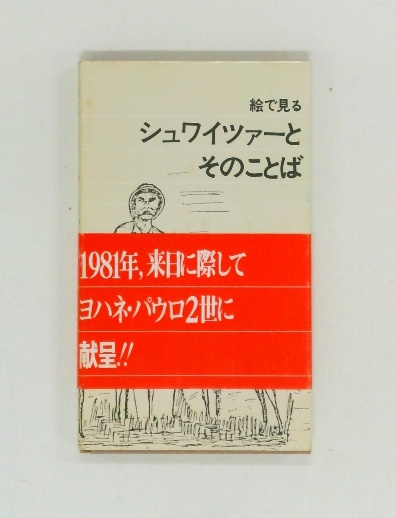 絵で見る
シュワイツァーと
そのことば
1981年,来日に際して
ヨハネ・パウロ2世に
献呈!!